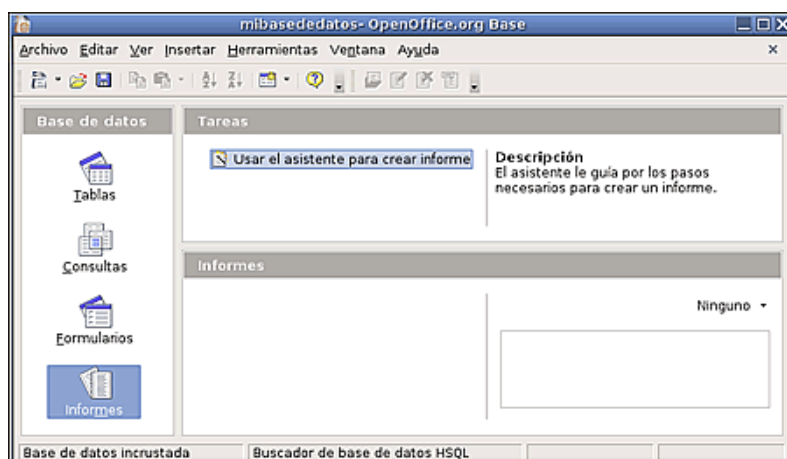 mibasededatos- OpenOffice.org Base
Archivo Editar Ver Insertar Herramientas Ventana Ayuda
Base de datos
Tareas
Tablas
Consultas
Formularios
Informes
Usar el asistente para crear informe
Descripción
El asistente le guía por los pasos
necesarios para crear un informe.
Informes
Ninguno
Base de datos incrustada
Buscador de base de datos HSQL